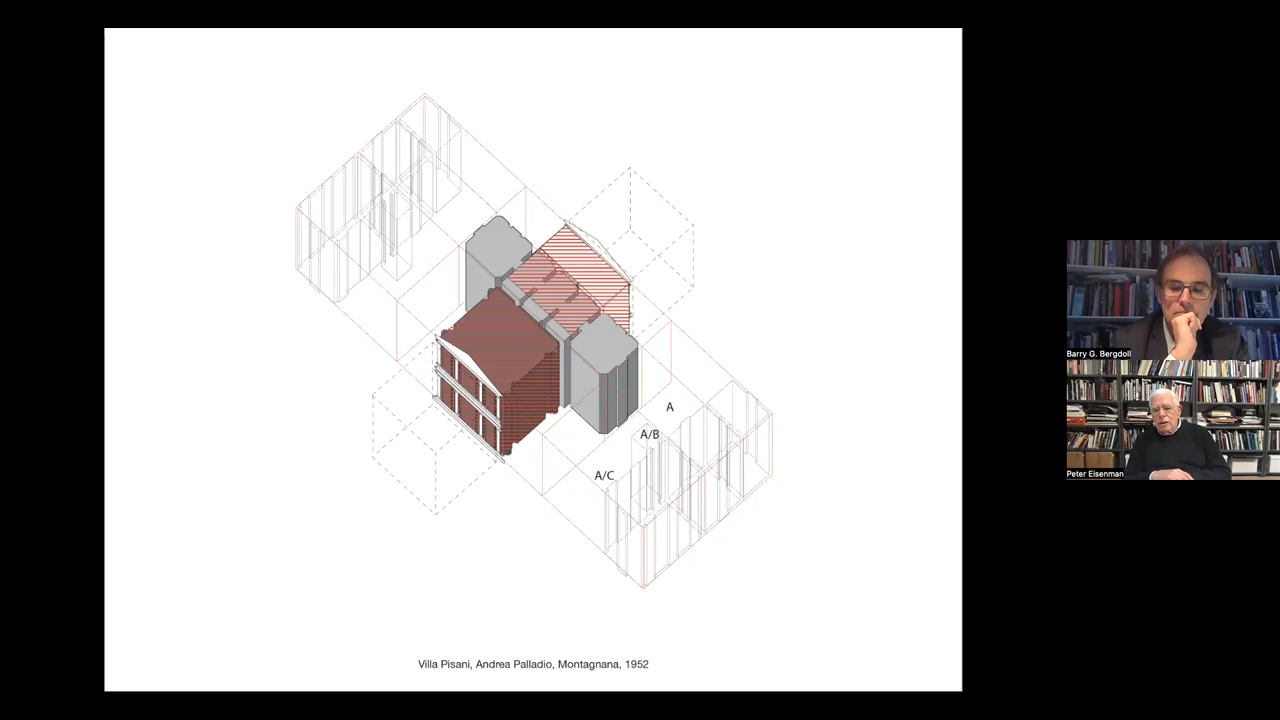 A
A/B
A/C
Villa Pisani, Andrea Palladio, Montagnana, 1952
Barry G. Bergdoll
Peter Eisenman